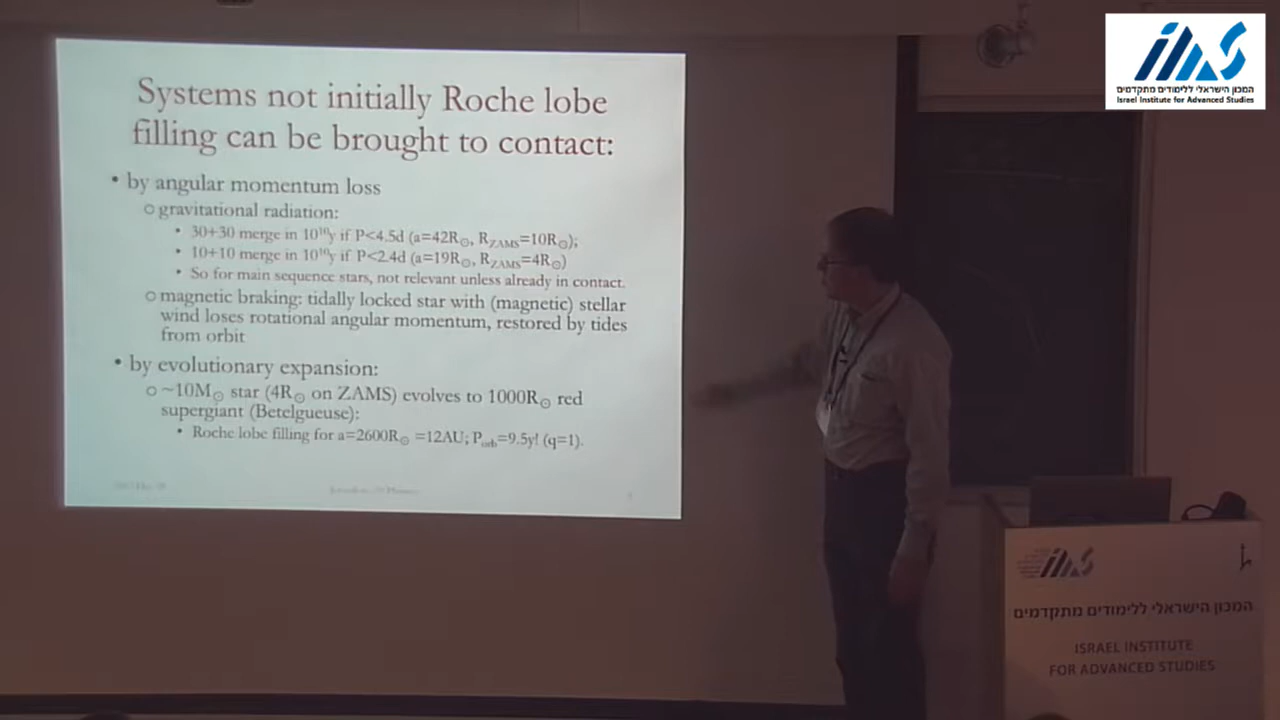 Systems not initially Roche lobe
filling can be brought to contact:
• by angular momentum loss
○ gravitational radiation:
• 30+30 merge in 10¹⁰y if P<4.5d (a=42R⊙, R_ZAMS=10R⊙);
• 10+10 merge in 10¹⁰y if P<2.4d (a=19R⊙, R_ZAMS=4R⊙)
• So for main sequence stars, not relevant unless already in contact.
○ magnetic braking: tidally locked star with (magnetic) stellar
wind loses rotational angular momentum, restored by tides
from orbit
• by evolutionary expansion:
○ ~10M⊙ star (4R⊙ on ZAMS) evolves to 1000R⊙ red
supergiant (Betelgueuse):
• Roche lobe filling for a=2600R⊙ =12AU; P_orb=9.5y! (q=1).
המכון הישראלי ללימודים מתקדמים
Israel Institute for Advanced Studies
המכון הישראלי ללימודים מתקדמים
ISRAEL INSTITUTE
FOR ADVANCED STUDIES